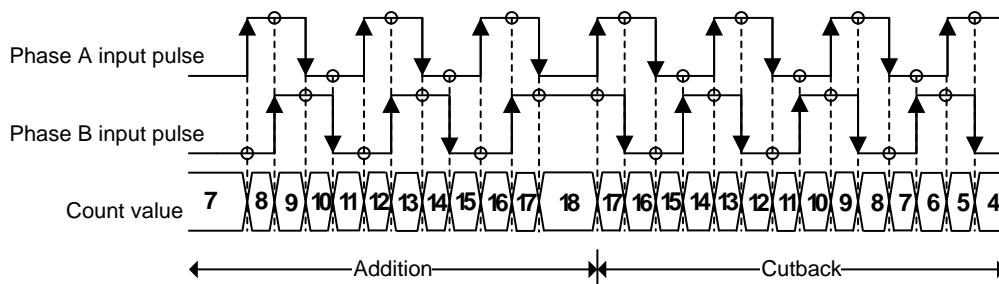 Phase A input pulse
Phase B input pulse
Count value
7 8 9 10 11 12 13 14 15 16 17 18 17 16 15 14 13 12 11 10 9 8 7 6 5 4
Addition Cutback